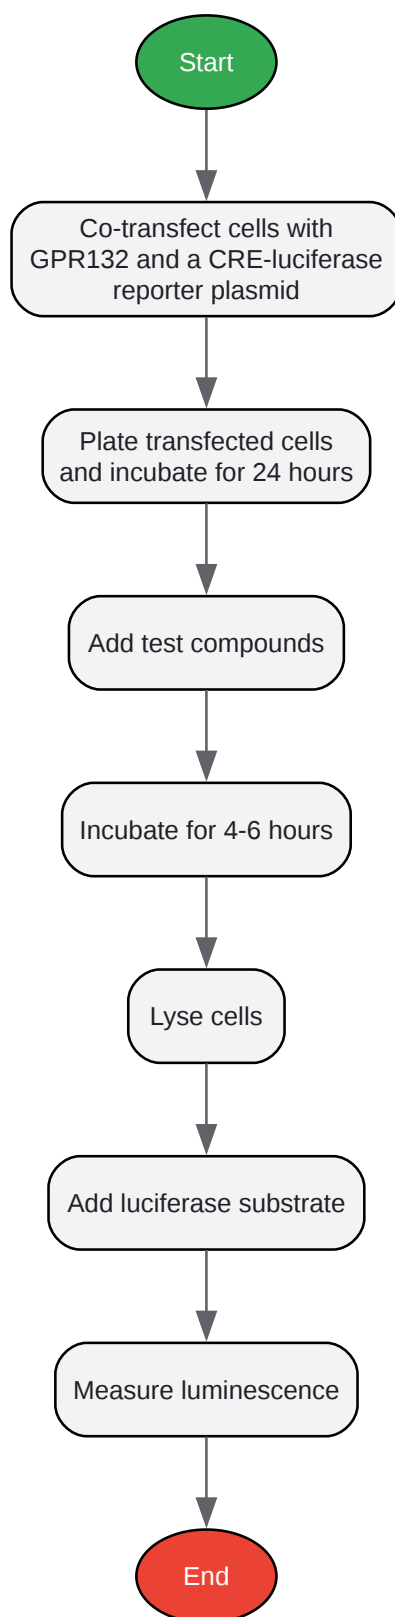 Start
Co-transfect cells with
GPR132 and a CRE-luciferase
reporter plasmid
Plate transfected cells
and incubate for 24 hours
Add test compounds
Incubate for 4-6 hours
Lyse cells
Add luciferase substrate
Measure luminescence
End